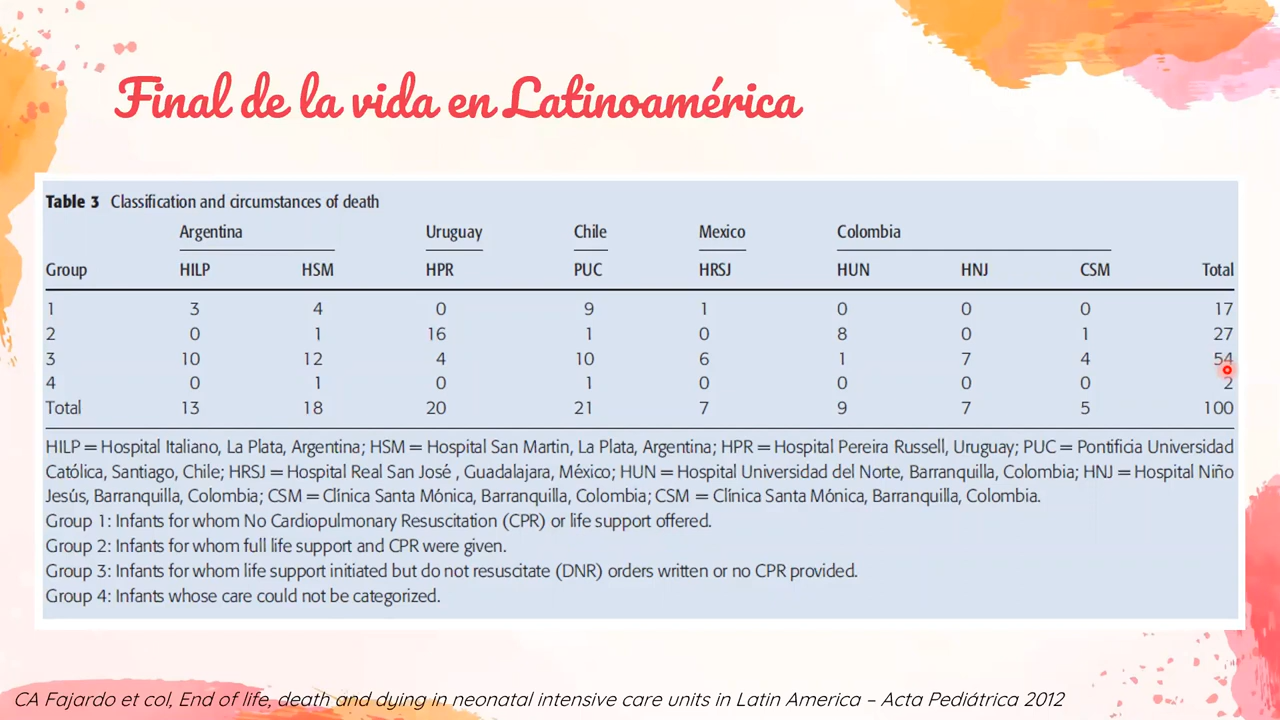 Final de la vida en Latinoamérica
Table 3 Classification and circumstances of death
Argentina Uruguay Chile Mexico Colombia
Group HILP HSM HPR PUC HRSJ HUN HNJ CSM Total
1 3 4 0 9 1 0 0 0 17
2 0 1 16 1 0 8 0 1 27
3 10 12 4 10 6 1 7 4 54
4 0 1 0 1 0 0 0 0 2
Total 13 18 20 21 7 9 7 5 100
HILP = Hospital Italiano, La Plata, Argentina; HSM = Hospital San Martin, La Plata, Argentina; HPR = Hospital Pereira Russell, Uruguay; PUC = Pontificia Universidad
Católica, Santiago, Chile; HRSJ = Hospital Real San José , Guadalajara, México; HUN = Hospital Universidad del Norte, Barranquilla, Colombia; HNJ = Hospital Niño
Jesús, Barranquilla, Colombia; CSM = Clínica Santa Mónica, Barranquilla, Colombia; CSM = Clínica Santa Mónica, Barranquilla, Colombia.
Group 1: Infants for whom No Cardiopulmonary Resuscitation (CPR) or life support offered.
Group 2: Infants for whom full life support and CPR were given.
Group 3: Infants for whom life support initiated but do not resuscitate (DNR) orders written or no CPR provided.
Group 4: Infants whose care could not be categorized.
CA Fajardo et col, End of life, death and dying in neonatal intensive care units in Latin America – Acta Pediátrica 2012